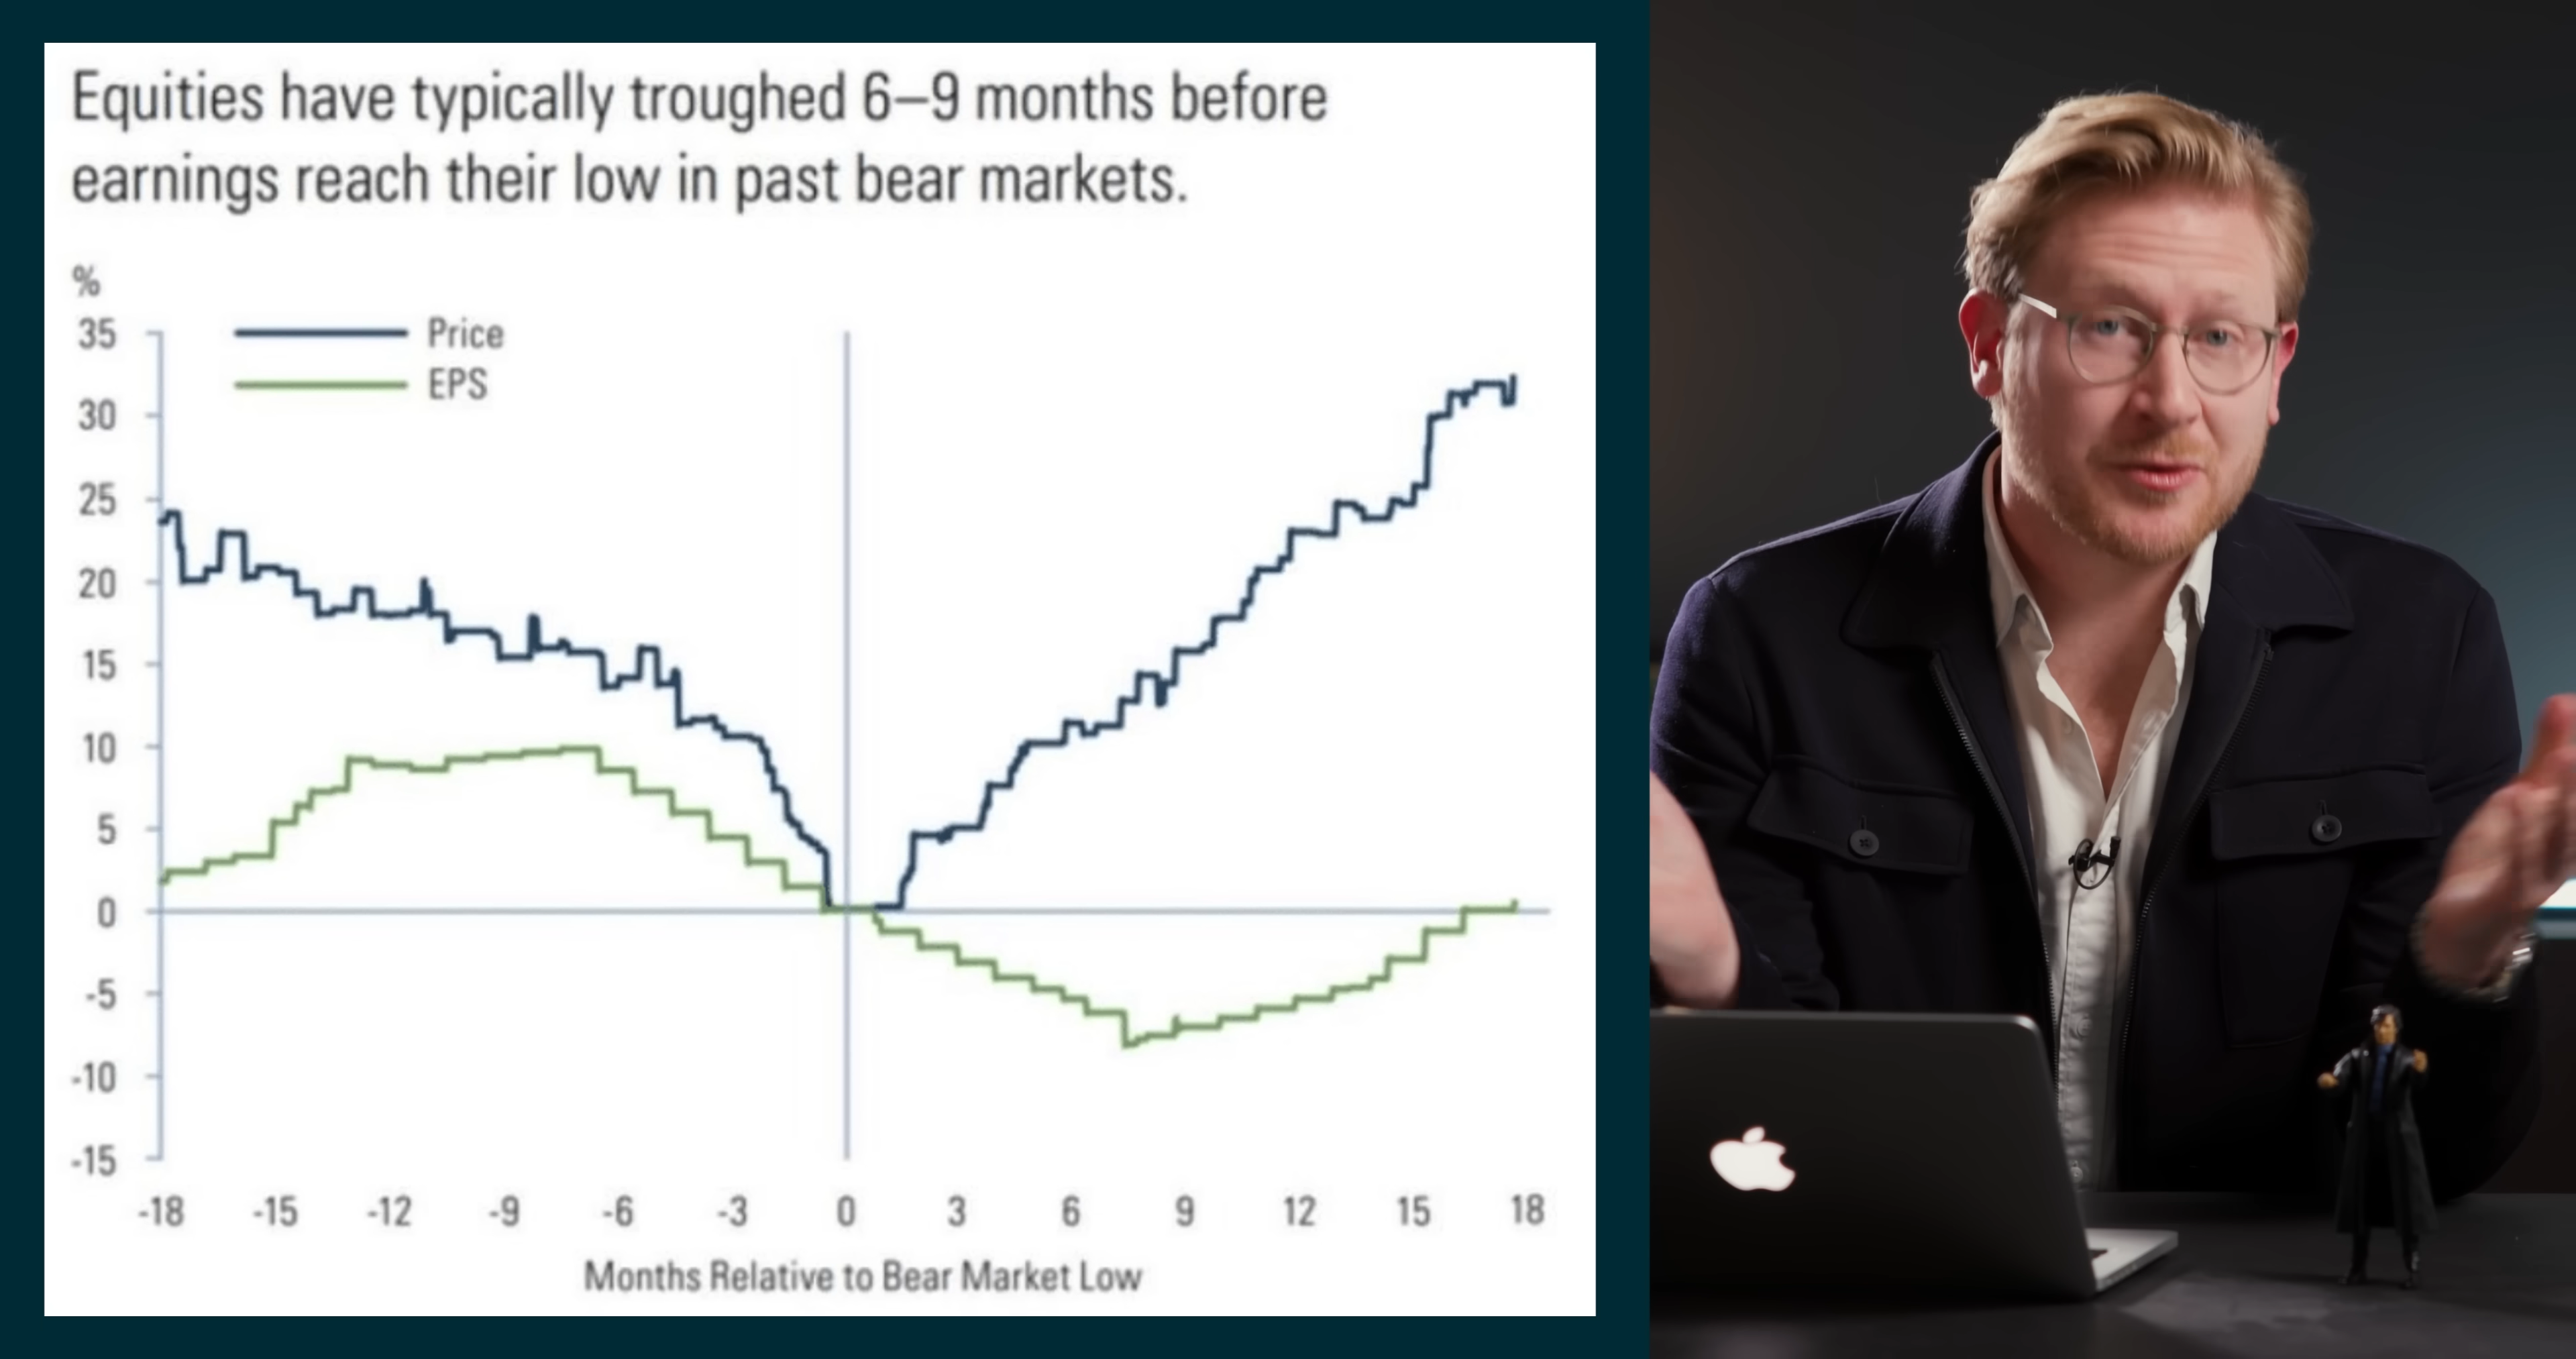 Equities have typically troughed 6–9 months before
earnings reach their low in past bear markets.
%
Price
EPS
35
30
25
20
15
10
5
0
-5
-10
-15
-18 -15 -12 -9 -6 -3 0 3 6 9 12 15 18
Months Relative to Bear Market Low